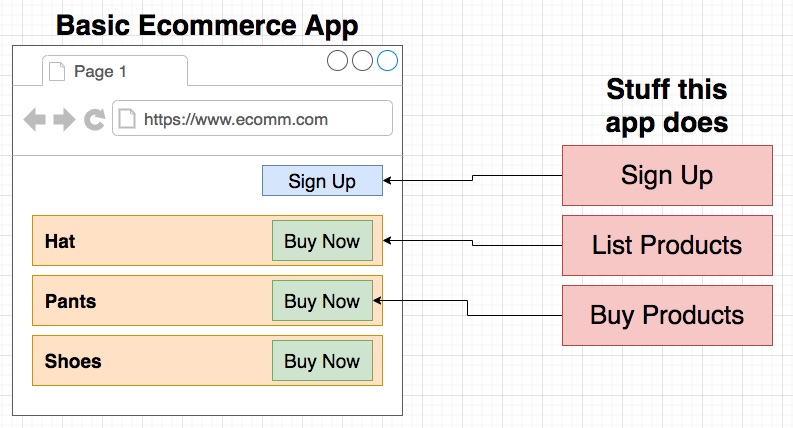 Basic Ecommerce App
Page 1
https://www.ecomm.com
Sign Up
Hat
Buy Now
Pants
Buy Now
Shoes
Buy Now
Stuff this
app does
Sign Up
List Products
Buy Products